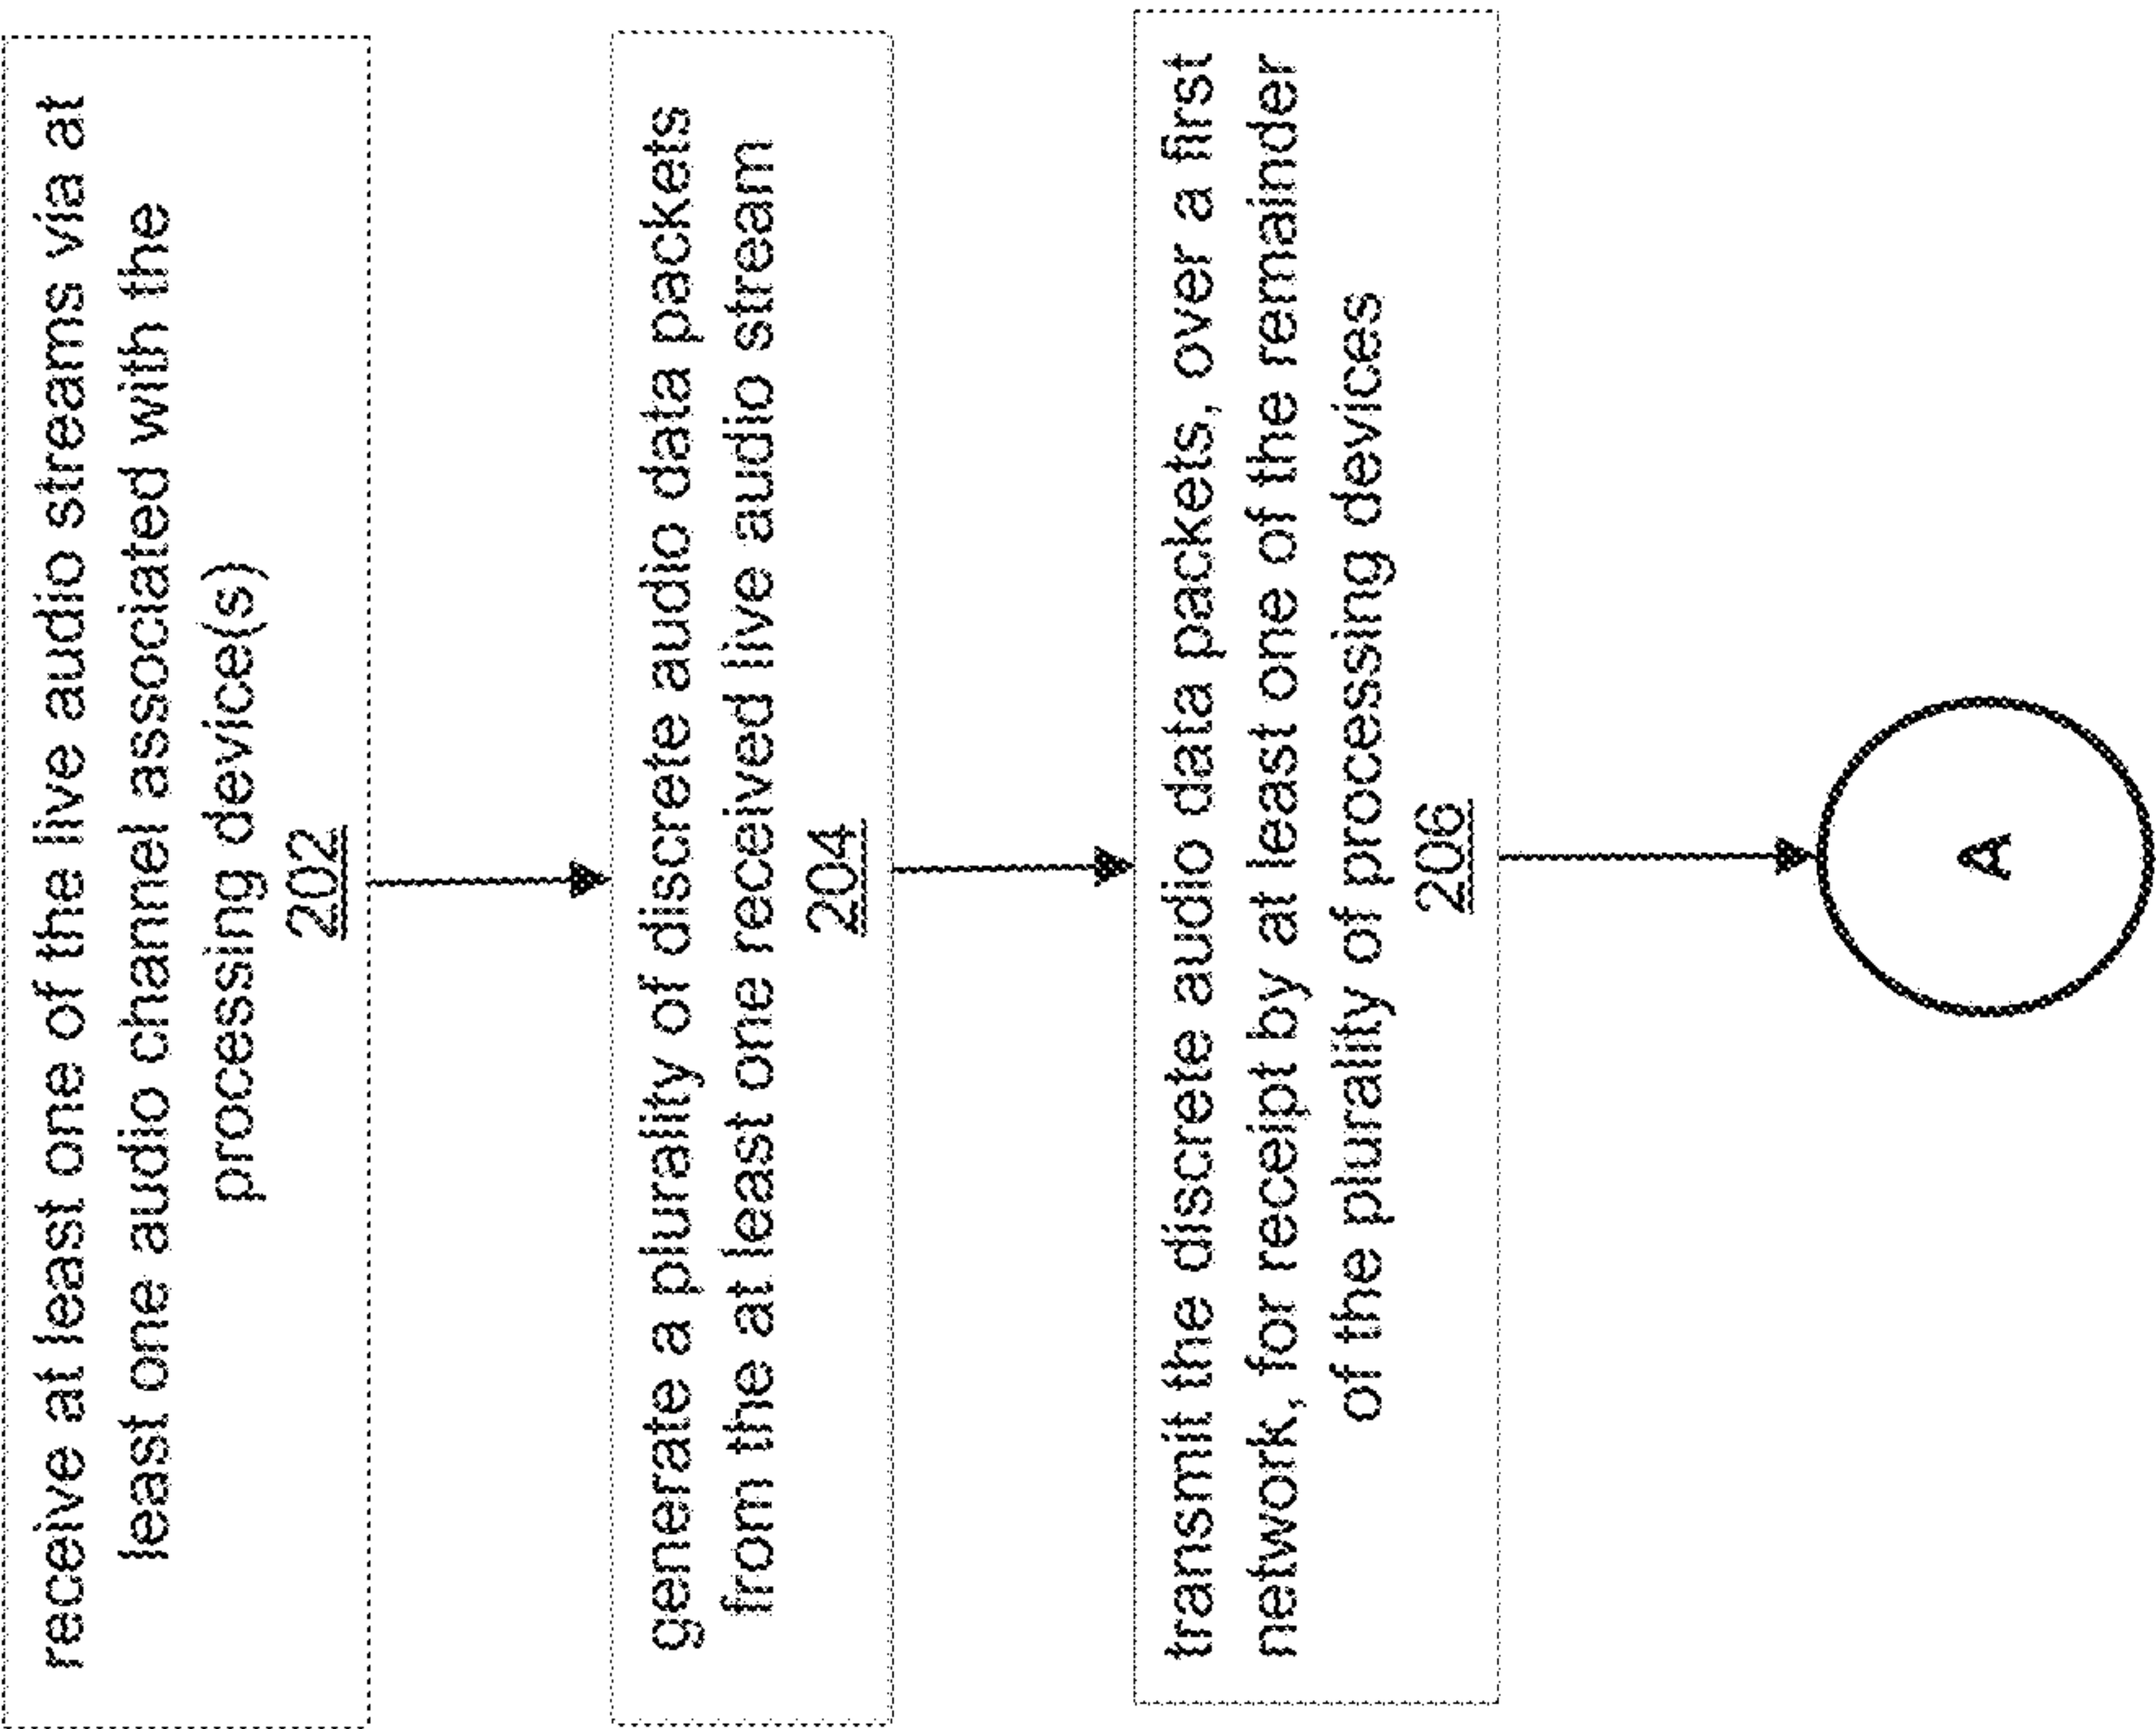 receive at least one of the live audio streams via at
least one audio channel associated with the
processing device(s)
202
generate a plurality of discrete audio data packets
from the at least one received live audio stream
204
transmit the discrete audio data packets, over a first
network, for receipt by at least one of the remainder
of the plurality of processing devices
206
A